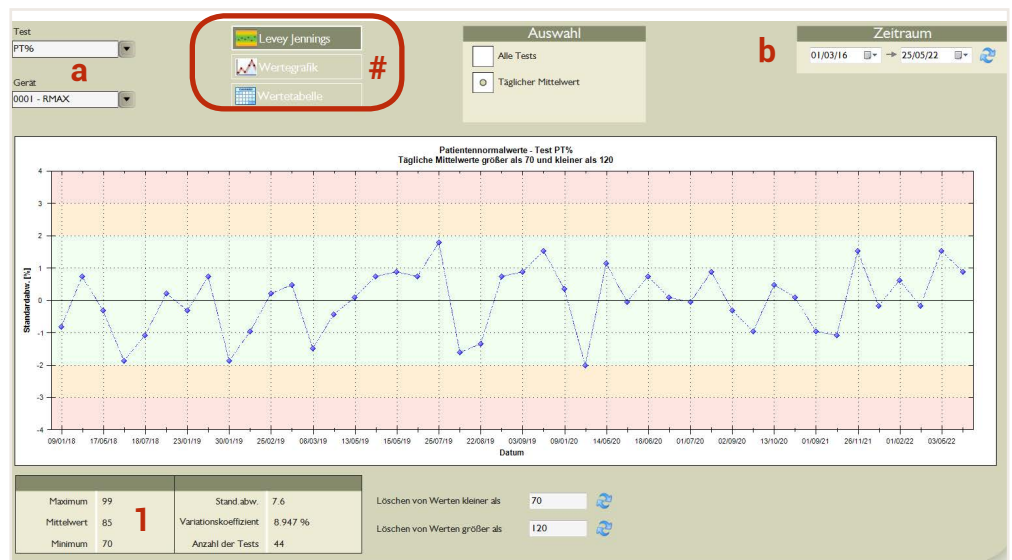 Test
PT%
a
Gerät
0001 - RMAX
Levey Jennings
Wertegrafik
Wertetabelle
#
Auswahl
Alle Tests
Täglicher Mittelwert
b
Zeitraum
01/03/16
25/05/22
Patientennormalwerte - Test PT%
Tägliche Mittelwerte größer als 70 und kleiner als 120
Standardabw. [%]
4
3
2
1
0
-1
-2
-3
-4
09/01/18 17/05/18 18/07/18 23/01/19 30/01/19 25/02/19 08/03/19 13/05/19 15/05/19 26/07/19 22/08/19 03/09/19 09/01/20 14/05/20 18/06/20 01/07/20 02/09/20 13/10/20 01/09/21 26/11/21 01/02/22 03/05/22
Datum
Maximum 99 Stand.abw. 7.6
Mittelwert 85 Variationskoeffizient 8.947 %
Minimum 70 Anzahl der Tests 44
1
Löschen von Werten kleiner als 70
Löschen von Werten größer als 120